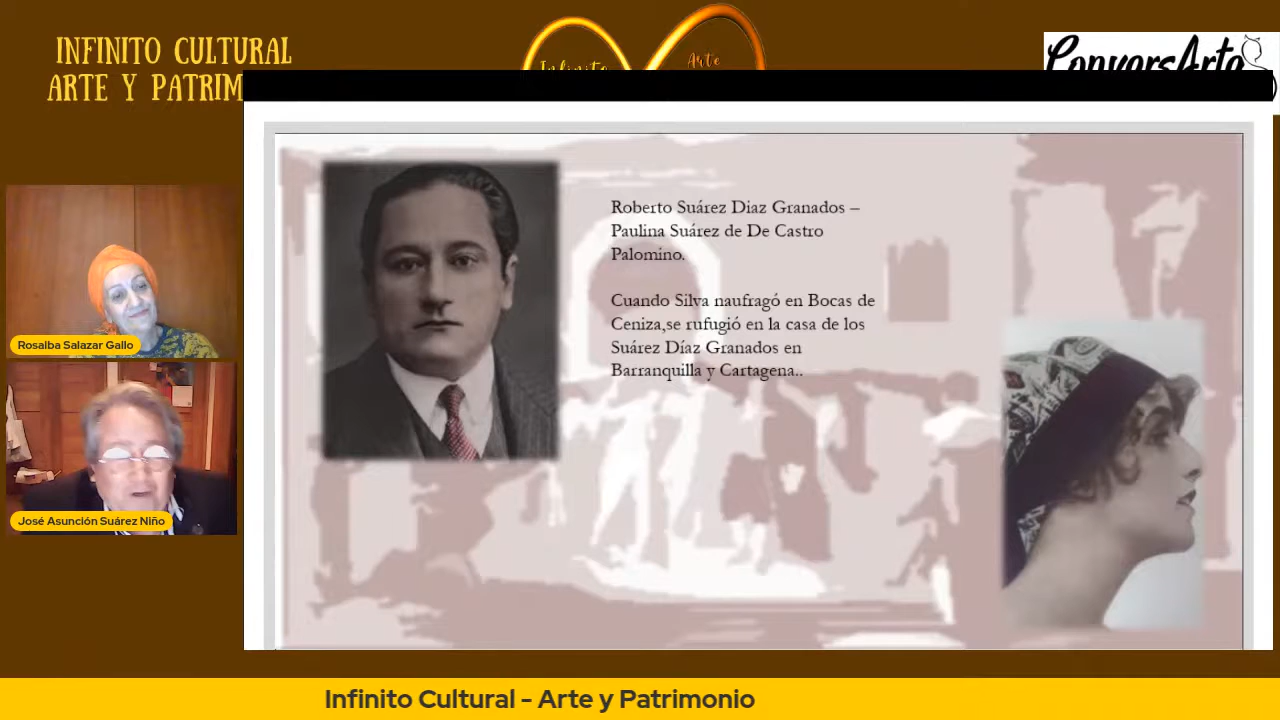 INFINITO CULTURAL
ARTE Y PATRIM
Infinito
Arte
ConversArte
Roberto Suárez Diaz Granados –
Paulina Suárez de De Castro
Palomino.
Cuando Silva naufragó en Bocas de
Ceniza,se rufugió en la casa de los
Suárez Díaz Granados en
Barranquilla y Cartagena..
Rosalba Salazar Gallo
José Asunción Suárez Niño
Infinito Cultural - Arte y Patrimonio